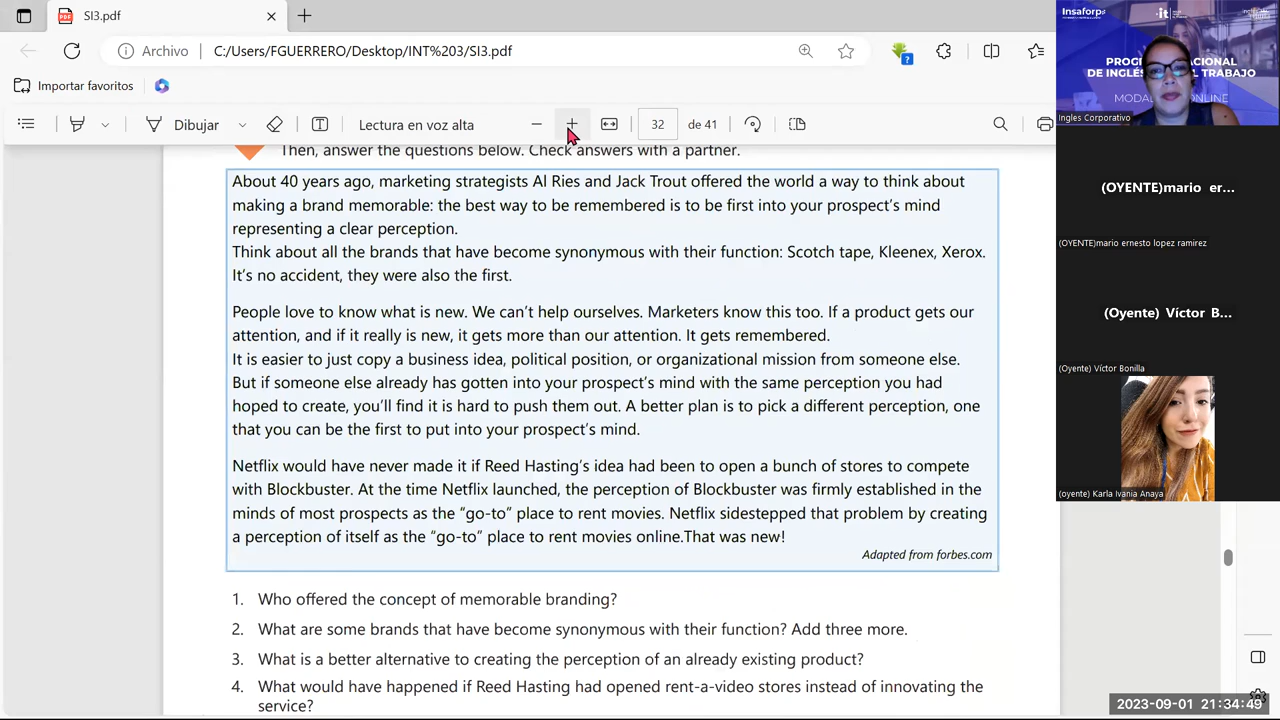 SI3.pdf
Archivo
C:/Users/FGUERRERO/Desktop/INT%203/SI3.pdf
Importar favoritos
Dibujar
Lectura en voz alta
32
de 41
Then, answer the questions below. Check answers with a partner.
About 40 years ago, marketing strategists Al Ries and Jack Trout offered the world a way to think about
making a brand memorable: the best way to be remembered is to be first into your prospect's mind
representing a clear perception.
Think about all the brands that have become synonymous with their function: Scotch tape, Kleenex, Xerox.
It's no accident, they were also the first.
People love to know what is new. We can't help ourselves. Marketers know this too. If a product gets our
attention, and if it really is new, it gets more than our attention. It gets remembered.
It is easier to just copy a business idea, political position, or organizational mission from someone else.
But if someone else already has gotten into your prospect's mind with the same perception you had
hoped to create, you'll find it is hard to push them out. A better plan is to pick a different perception, one
that you can be the first to put into your prospect's mind.
Netflix would have never made it if Reed Hasting's idea had been to open a bunch of stores to compete
with Blockbuster. At the time Netflix launched, the perception of Blockbuster was firmly established in the
minds of most prospects as the "go-to" place to rent movies. Netflix sidestepped that problem by creating
a perception of itself as the "go-to" place to rent movies online.That was new!
Adapted from forbes.com
1. Who offered the concept of memorable branding?
2. What are some brands that have become synonymous with their function? Add three more.
3. What is a better alternative to creating the perception of an already existing product?
4. What would have happened if Reed Hasting had opened rent-a-video stores instead of innovating the
service?
Insaforp
it
PROG ACIONAL
DE INGLÉS L TRABAJO
MODA NLINE
Ingles Corporativo
(OYENTE)mario er...
(OYENTE)mario ernesto lopez ramirez
(Oyente) Víctor B...
(Oyente) Víctor Bonilla
(oyente) Karla Ivania Anaya
2023-09-01 21:34:49